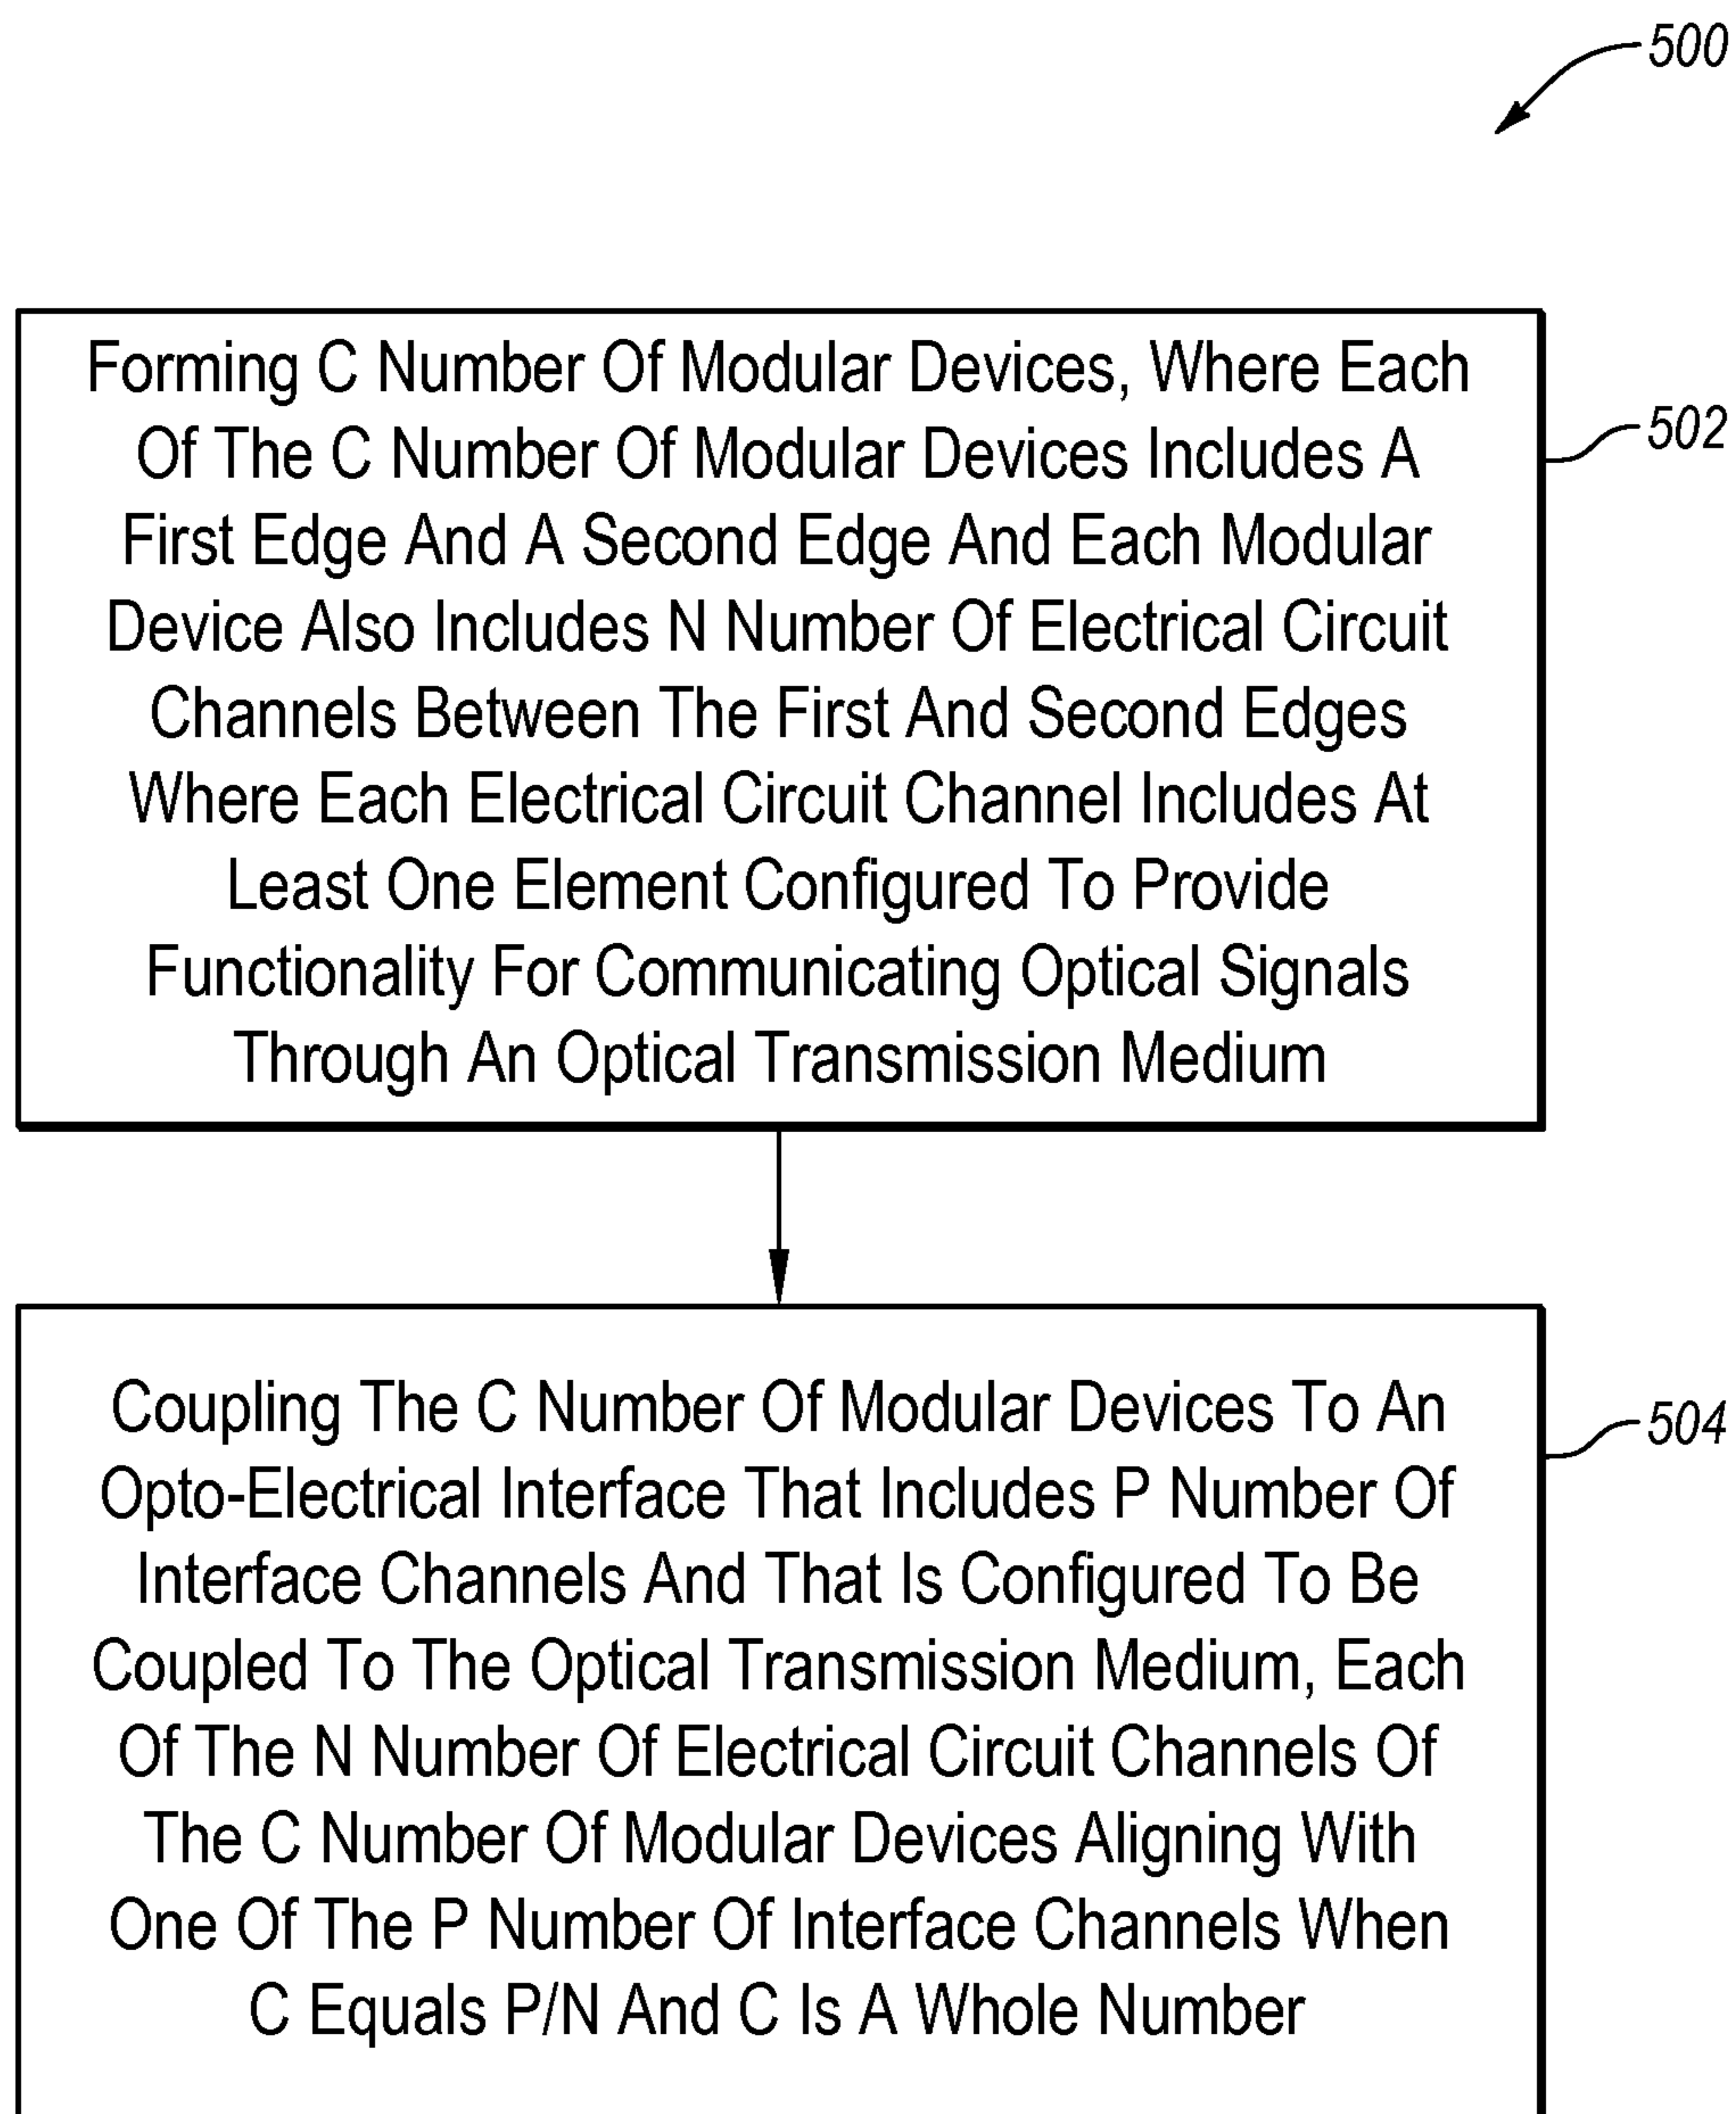 500
Forming C Number Of Modular Devices, Where Each
Of The C Number Of Modular Devices Includes A
First Edge And A Second Edge And Each Modular
Device Also Includes N Number Of Electrical Circuit
Channels Between The First And Second Edges
Where Each Electrical Circuit Channel Includes At
Least One Element Configured To Provide
Functionality For Communicating Optical Signals
Through An Optical Transmission Medium
502
Coupling The C Number Of Modular Devices To An
Opto-Electrical Interface That Includes P Number Of
Interface Channels And That Is Configured To Be
Coupled To The Optical Transmission Medium, Each
Of The N Number Of Electrical Circuit Channels Of
The C Number Of Modular Devices Aligning With
One Of The P Number Of Interface Channels When
C Equals P/N And C Is A Whole Number
504